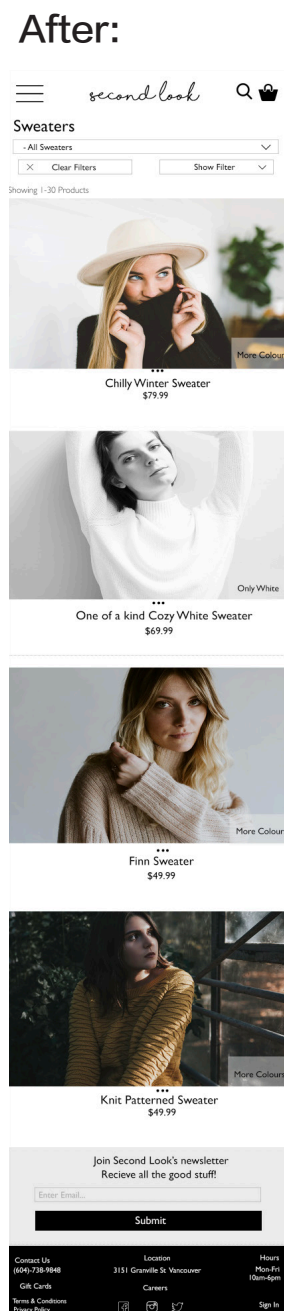 After:
second look
Sweaters
- All Sweaters
Clear Filters
Show Filter
Showing 1-30 Products
More Colour
Chilly Winter Sweater
$79.99
Only White
One of a kind Cozy White Sweater
$69.99
More Colour
Finn Sweater
$49.99
More Colours
Knit Patterned Sweater
$49.99
Join Second Look's newsletter
Recieve all the good stuff!
Enter Email...
Submit
Contact Us
(604)-738-9848
Location
3151 Granville St Vancouver
Hours
Mon-Fri
10am-6pm
Gift Cards
Careers
Terms & Conditions
Privacy Policy
Sign In